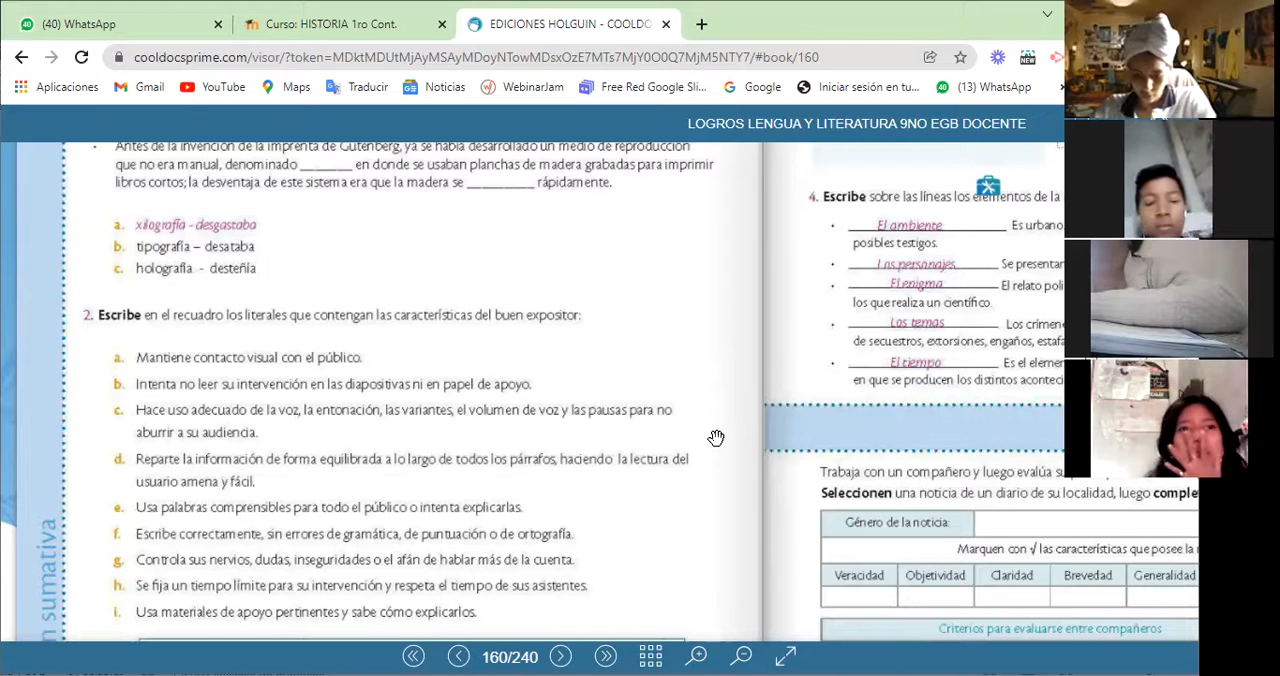 (40) WhatsApp
Curso: HISTORIA 1ro Cont.
EDICIONES HOLGUIN - COOLDO
cooldocsprime.com/visor/?token=MDktMDUtMjAyMSAyMDoyNTowMDsxOzE7MTs7MjY0O0Q7MjM5NTY7/#book/160
Aplicaciones
Gmail
YouTube
Maps
Traducir
Noticias
WebinarJam
Free Red Google Sli...
Google
Iniciar sesión en tu...
(13) WhatsApp
LOGROS LENGUA Y LITERATURA 9NO EGB DOCENTE
Antes de la invención de la imprenta de Gutenberg, ya se había desarrollado un medio de reproducción
que no era manual, denominado _______ en donde se usaban planchas de madera grabadas para imprimir
libros cortos; la desventaja de este sistema era que la madera se _________ rápidamente.
a. xilografía - desgastaba
b. tipografía – desataba
c. holografía - desteñía
2. Escribe en el recuadro los literales que contengan las características del buen expositor:
a. Mantiene contacto visual con el público.
b. Intenta no leer su intervención en las diapositivas ni en papel de apoyo.
c. Hace uso adecuado de la voz, la entonación, las variantes, el volumen de voz y las pausas para no
aburrir a su audiencia.
d. Reparte la información de forma equilibrada a lo largo de todos los párrafos, haciendo la lectura del
usuario amena y fácil.
e. Usa palabras comprensibles para todo el público o intenta explicarlas.
f. Escribe correctamente, sin errores de gramática, de puntuación o de ortografía.
g. Controla sus nervios, dudas, inseguridades o el afán de hablar más de la cuenta.
h. Se fija un tiempo límite para su intervención y respeta el tiempo de sus asistentes.
i. Usa materiales de apoyo pertinentes y sabe cómo explicarlos.
n sumativa
4. Escribe sobre las líneas los elementos de la
El ambiente Es urbano
posibles testigos.
Los personajes Se presentar
El enigma El relato poli
los que realiza un científico.
Los temas Los crímen
de secuestros, extorsiones, engaños, estafa
El tiempo Es el elemen
en que se producen los distintos aconteci
Trabaja con un compañero y luego evalúa su
Seleccionen una noticia de un diario de su localidad, luego comple
Género de la noticia:
Marquen con √ las características que posee la
Veracidad
Objetividad
Claridad
Brevedad
Generalidad
Criterios para evaluarse entre compañeros
160/240